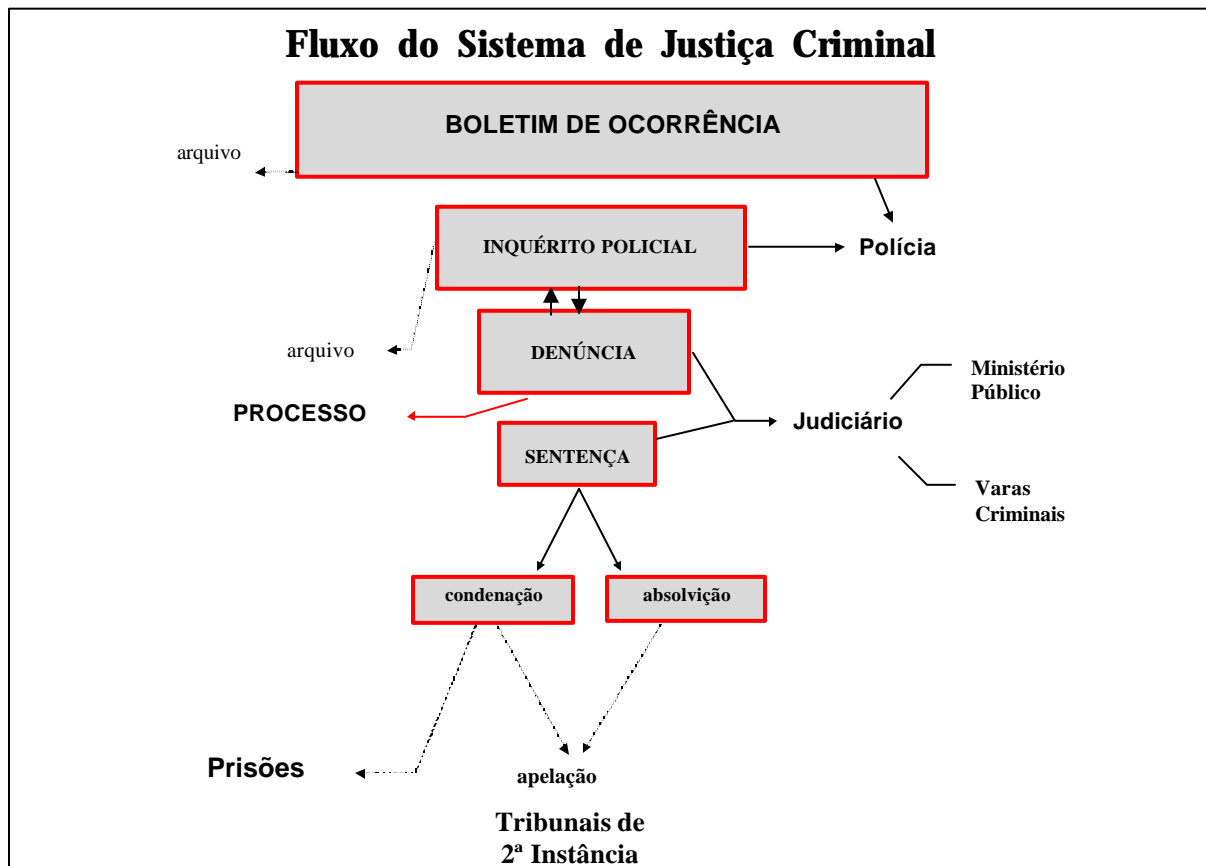 Fluxo do Sistema de Justiça Criminal
BOLETIM DE OCORRÊNCIA
arquivo
INQUÉRITO POLICIAL
Polícia
DENÚNCIA
arquivo
Ministério
Público
PROCESSO
Judiciário
SENTENÇA
Varas
Criminais
condenação
absolvição
Prisões
apelação
Tribunais de
2ª Instância